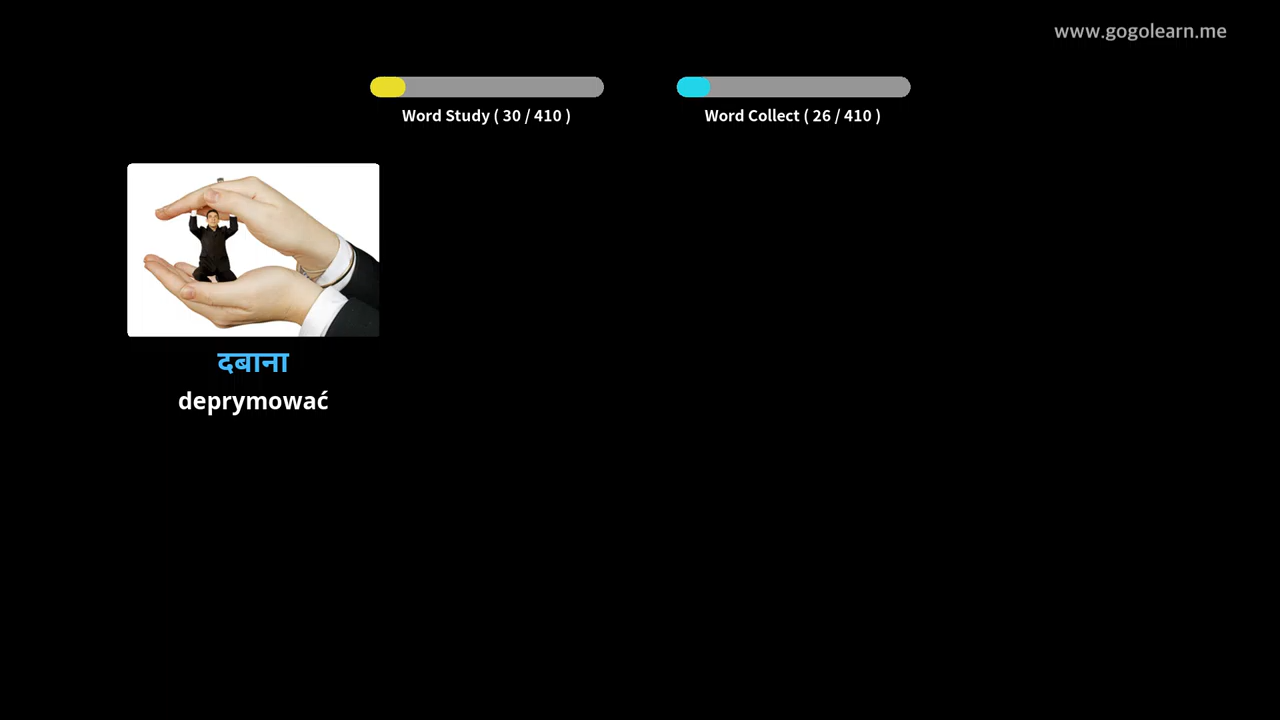 www.gogolearn.me
Word Study ( 30 / 410 )
Word Collect ( 26 / 410 )
दबाना
deprymować